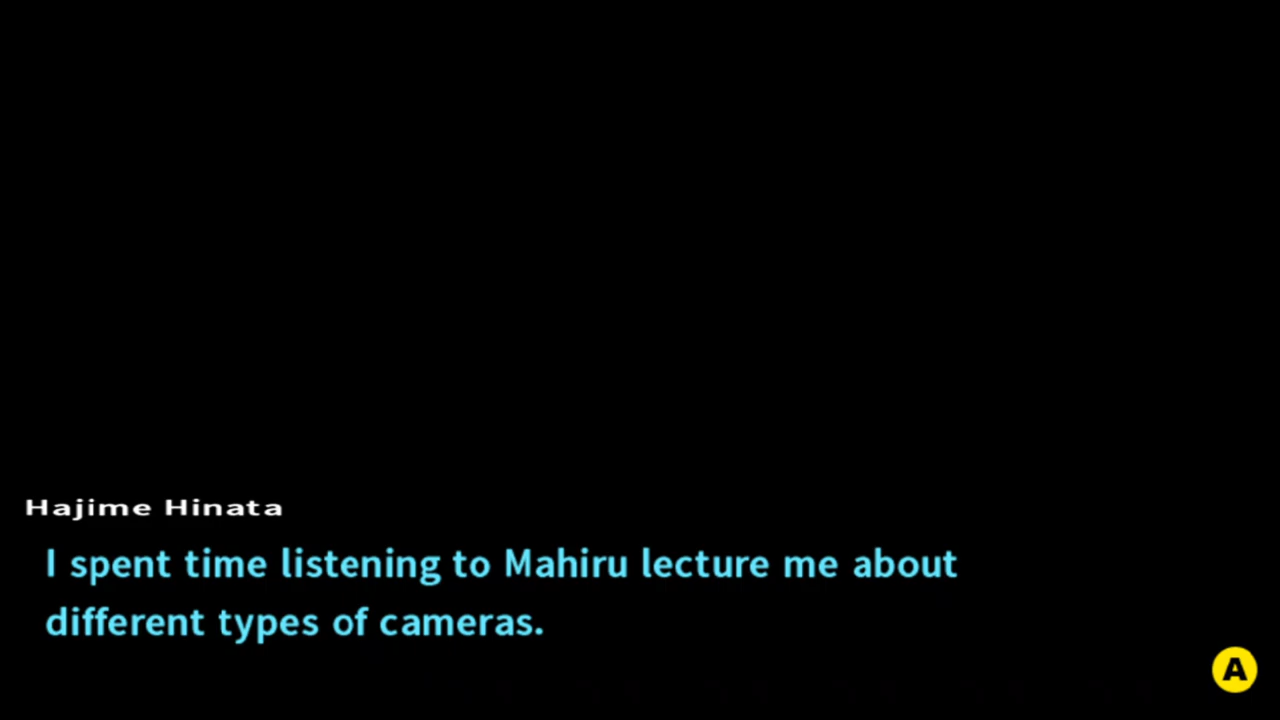 Hajime Hinata
I spent time listening to Mahiru lecture me about
different types of cameras.
A